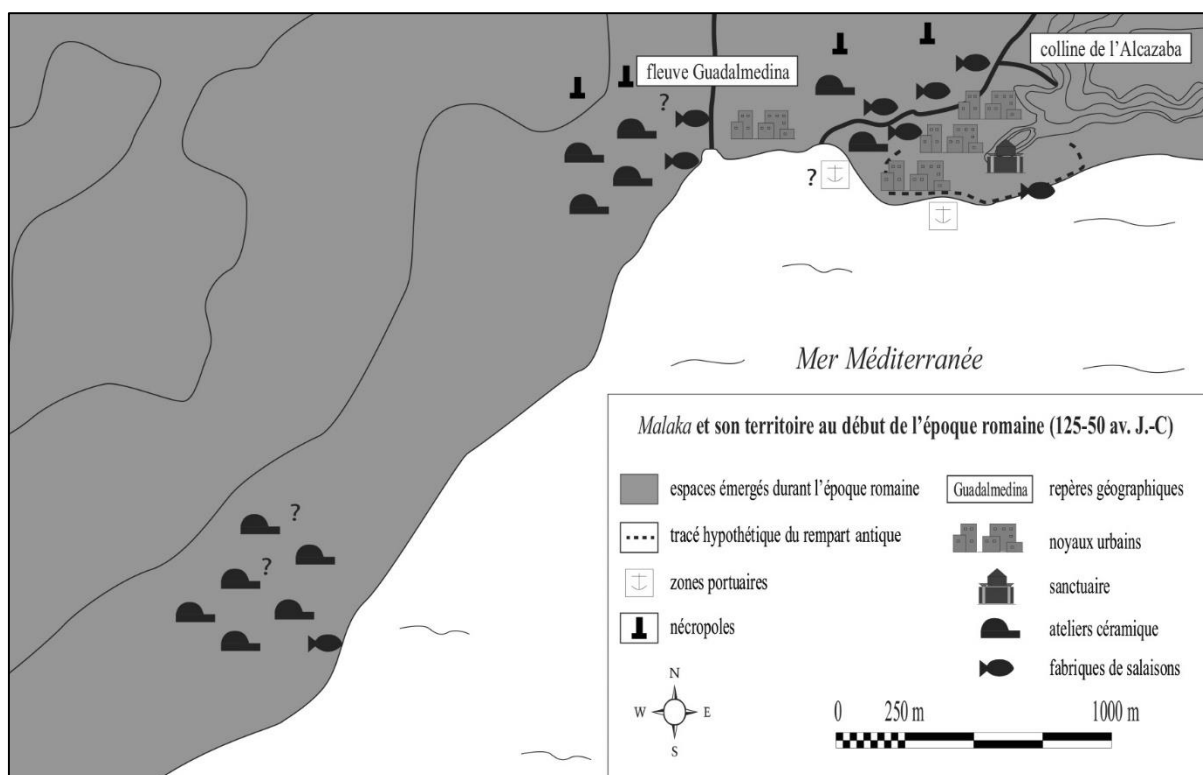 fleuve Guadalmedina
colline de l'Alcazaba
?
?
Mer Méditerranée
?
?
Malaka et son territoire au début de l'époque romaine (125-50 av. J.-C)
espaces émergés durant l'époque romaine
tracé hypothétique du rempart antique
zones portuaires
nécropoles
Guadalmedina
repères géographiques
noyaux urbains
sanctuaire
ateliers céramique
fabriques de salaisons
N
W
E
S
0
250 m
1000 m